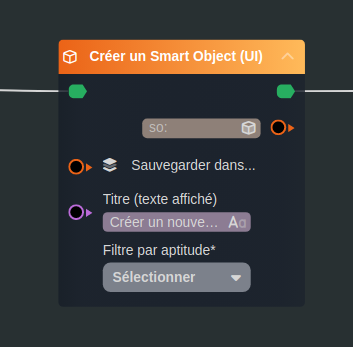 Créer un Smart Object (UI)
so:
Sauvegarder dans...
Titre (texte affiché)
Créer un nouve... Aa
Filtre par aptitude*
Sélectionner